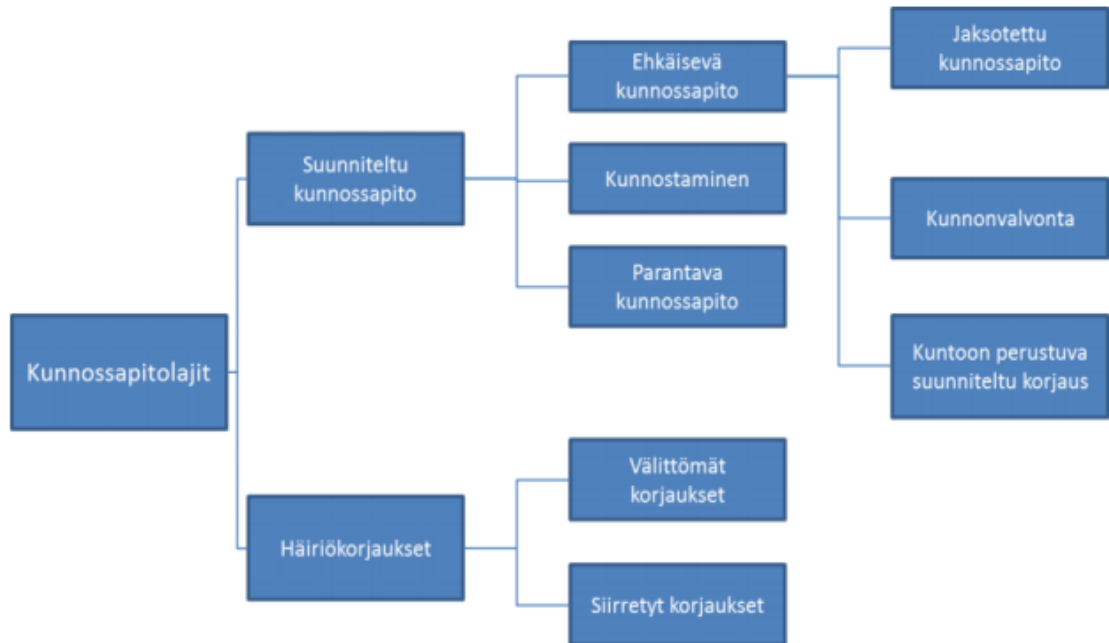 Kunnossapitolajit
Suunniteltu
kunnossapito
Ehkäisevä
kunnossapito
Jaksotettu
kunnossapito
Kunnonvalvonta
Kuntoon perustuva
suunniteltu korjaus
Kunnostaminen
Parantava
kunnossapito
Häiriökorjaukset
Välittömät
korjaukset
Siirretyt korjaukset